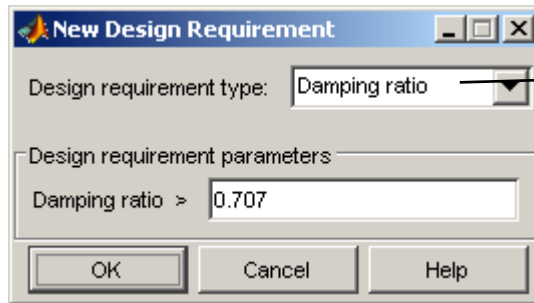 New Design Requirement
Design requirement type: Damping ratio
Design requirement parameters
Damping ratio > 0.707
OK Cancel Help